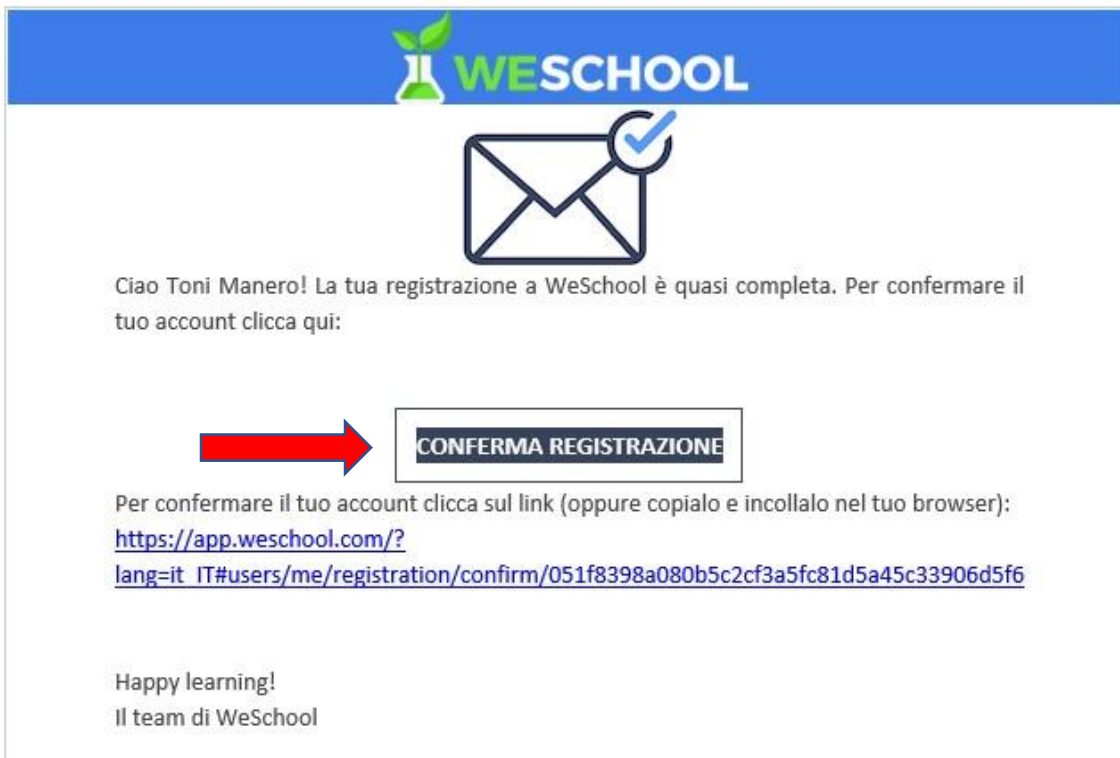 WESCHOOL
Ciao Toni Manero! La tua registrazione a WeSchool è quasi completa. Per confermare il
tuo account clicca qui:
CONFERMA REGISTRAZIONE
Per confermare il tuo account clicca sul link (oppure copialo e incollalo nel tuo browser):
https://app.weschool.com/?
lang=it_IT#users/me/registration/confirm/051f8398a080b5c2cf3a5fc81d5a45c33906d5f6
Happy learning!
Il team di WeSchool